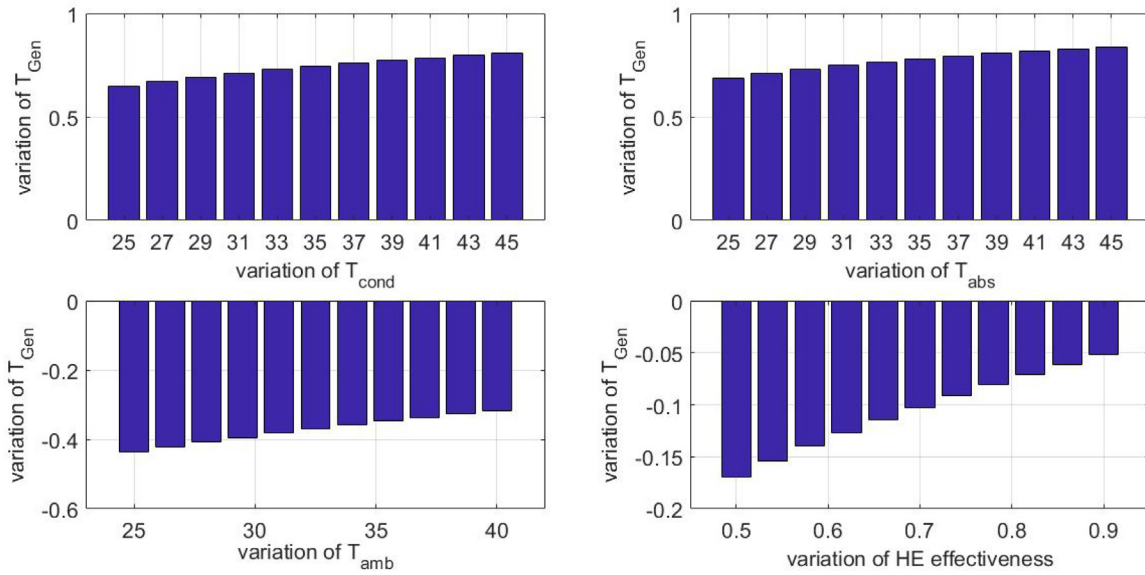 1
0.5
0
variation of T_Gen
25 27 29 31 33 35 37 39 41 43 45
variation of T_cond
1
0.5
0
variation of T_Gen
25 27 29 31 33 35 37 39 41 43 45
variation of T_abs
0
-0.2
-0.4
-0.6
variation of T_Gen
25 30 35 40
variation of T_amb
0
-0.05
-0.1
-0.15
-0.2
variation of T_Gen
0.5 0.6 0.7 0.8 0.9
variation of HE effectiveness